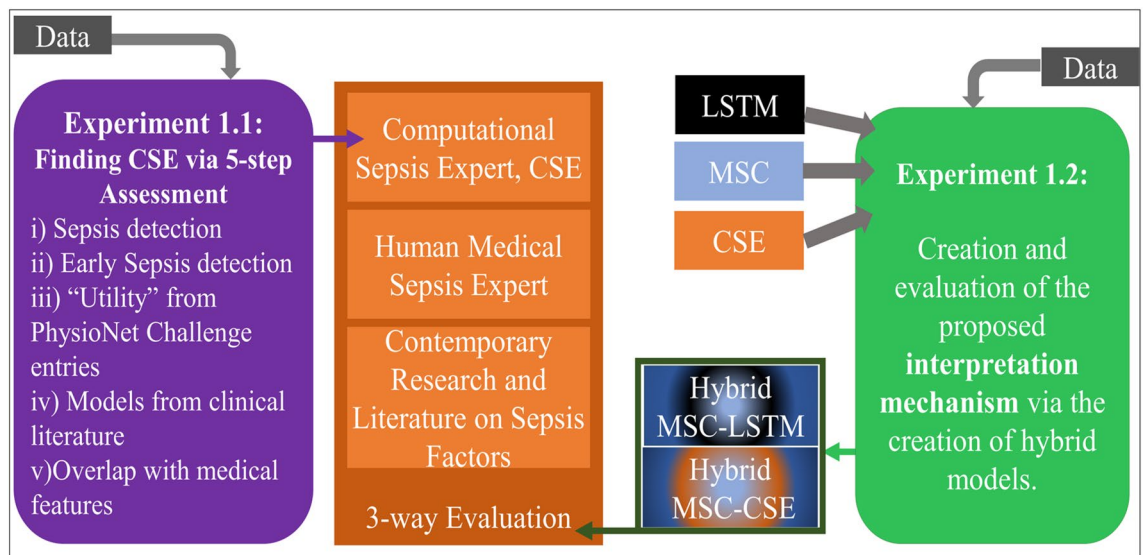 Data
Experiment 1.1:
Finding CSE via 5-step
Assessment
i) Sepsis detection
ii) Early Sepsis detection
iii) “Utility” from
PhysioNet Challenge
entries
iv) Models from clinical
literature
v)Overlap with medical
features
Computational
Sepsis Expert, CSE
Human Medical
Sepsis Expert
Contemporary
Research and
Literature on Sepsis
Factors
3-way Evaluation
LSTM
MSC
CSE
Hybrid
MSC-LSTM
Hybrid
MSC-CSE
Data
Experiment 1.2:
Creation and
evaluation of the
proposed
interpretation
mechanism via the
creation of hybrid
models.